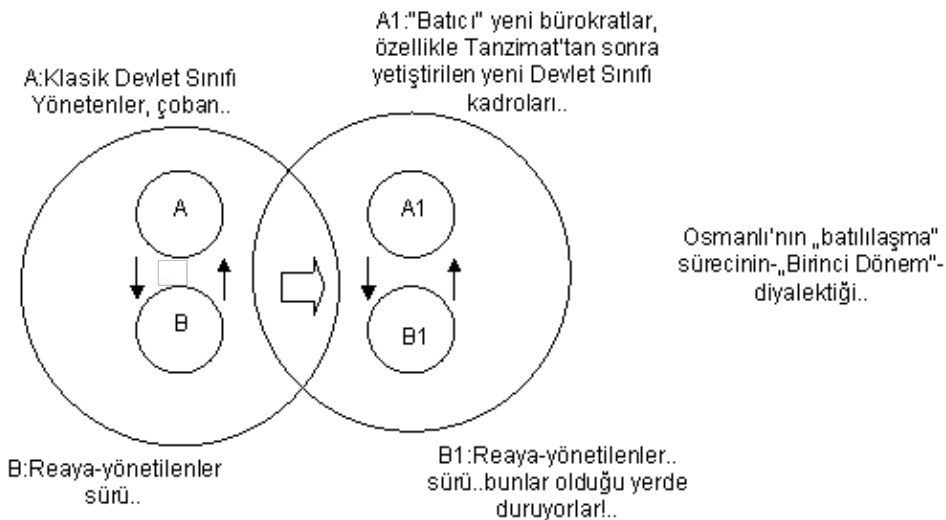 A1:"Batıcı" yeni bürokratlar,
özellikle Tanzimat'tan sonra
yetiştirilen yeni Devlet Sınıfı
kadroları..
A:Klasik Devlet Sınıfı
Yönetenler, çoban..
A
A1
B
B1
Osmanlı'nın „batılılaşma"
sürecinin-„Birinci Dönem"-
diyalektiği..
B:Reaya-yönetilenler
sürü..
B1:Reaya-yönetilenler..
sürü..bunlar olduğu yerde
duruyorlar!..